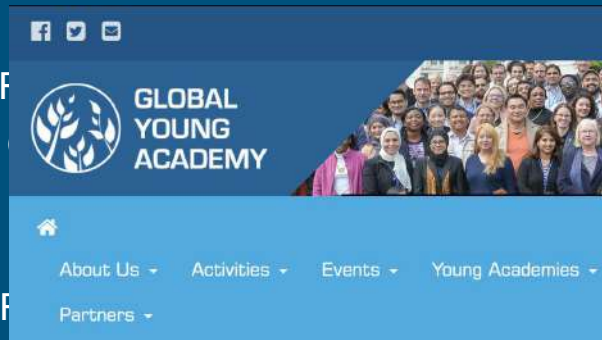 GLOBAL
YOUNG
ACADEMY
About Us
Activities
Events
Young Academies
Partners